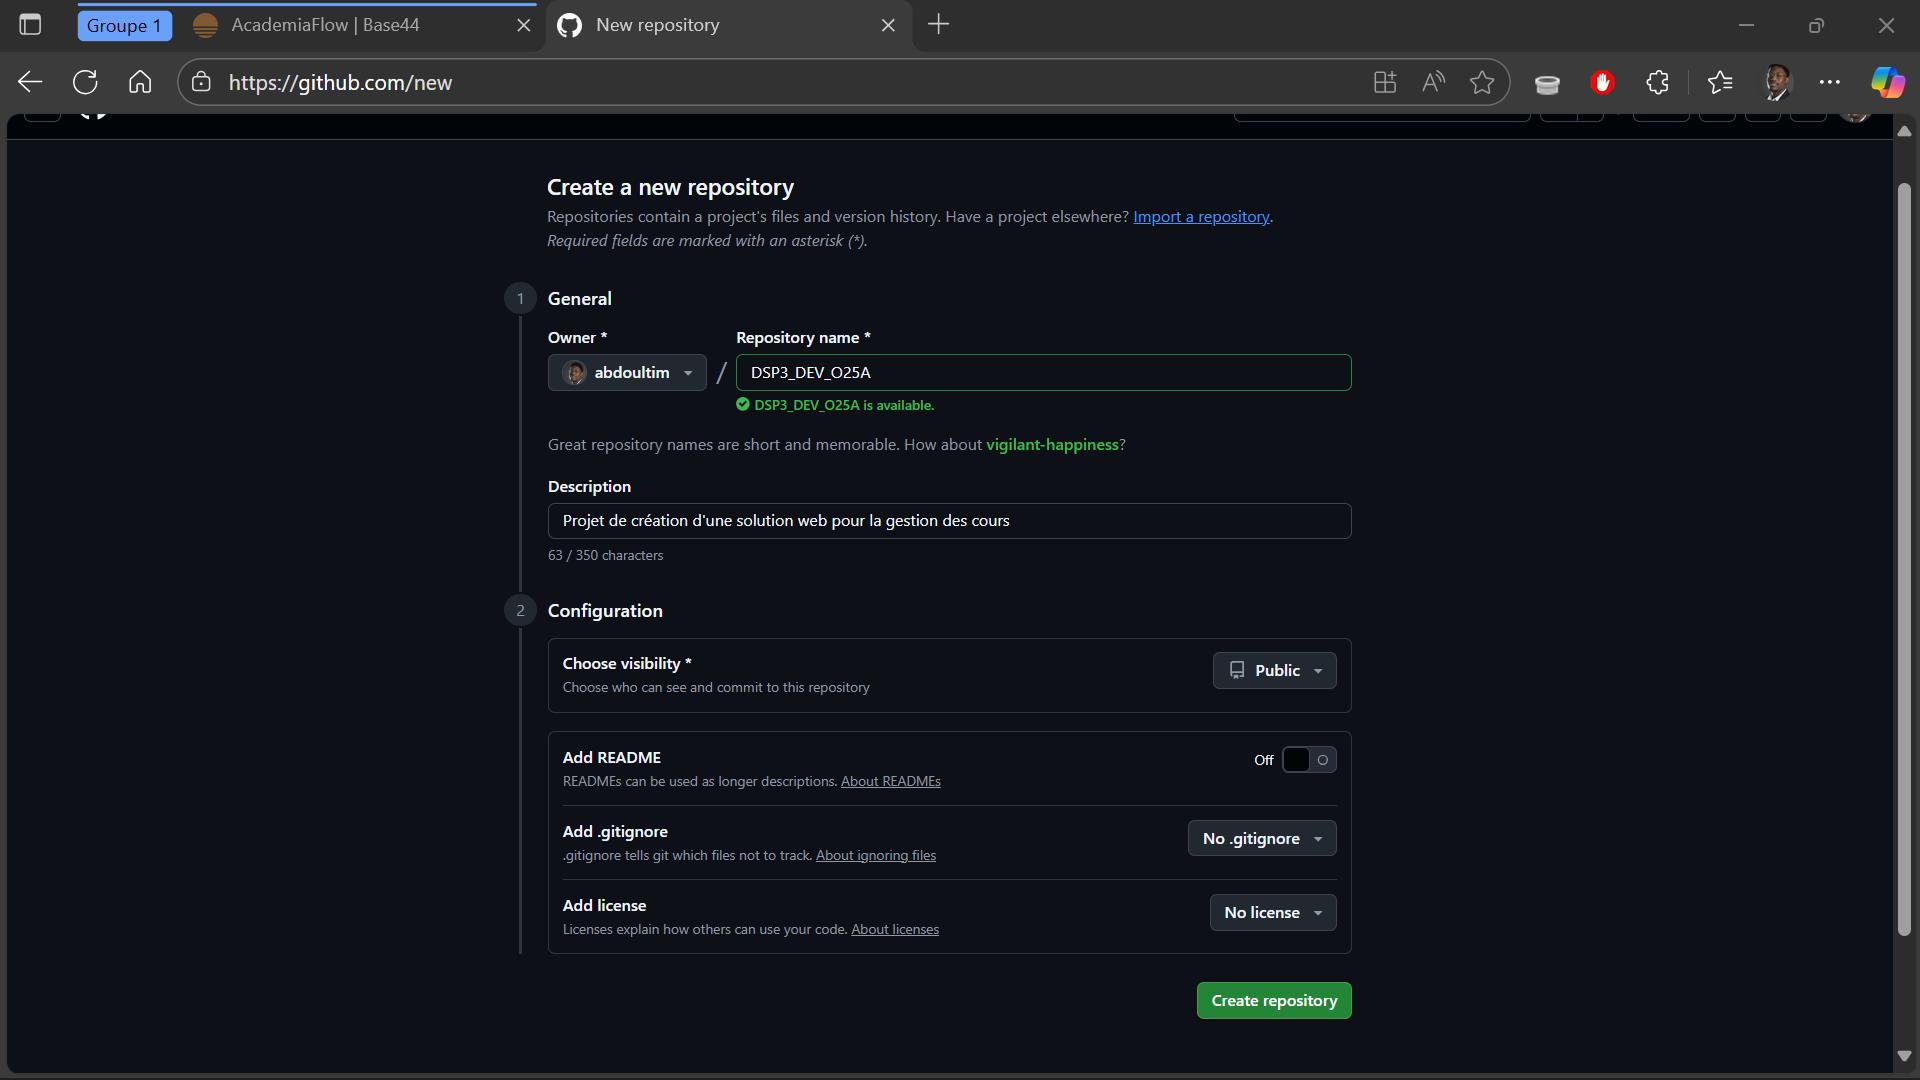 Groupe 1
AcademiaFlow | Base44
New repository
https://github.com/new
Create a new repository
Repositories contain a project's files and version history. Have a project elsewhere? Import a repository.
Required fields are marked with an asterisk (*).
1
General
Owner *
Repository name *
abdoultim
/
DSP3_DEV_O25A
DSP3_DEV_O25A is available.
Great repository names are short and memorable. How about vigilant-happiness?
Description
Projet de création d'une solution web pour la gestion des cours
63 / 350 characters
2
Configuration
Choose visibility *
Choose who can see and commit to this repository
Public
Add README
READMEs can be used as longer descriptions. About READMEs
Off
Add .gitignore
.gitignore tells git which files not to track. About ignoring files
No .gitignore
Add license
Licenses explain how others can use your code. About licenses
No license
Create repository